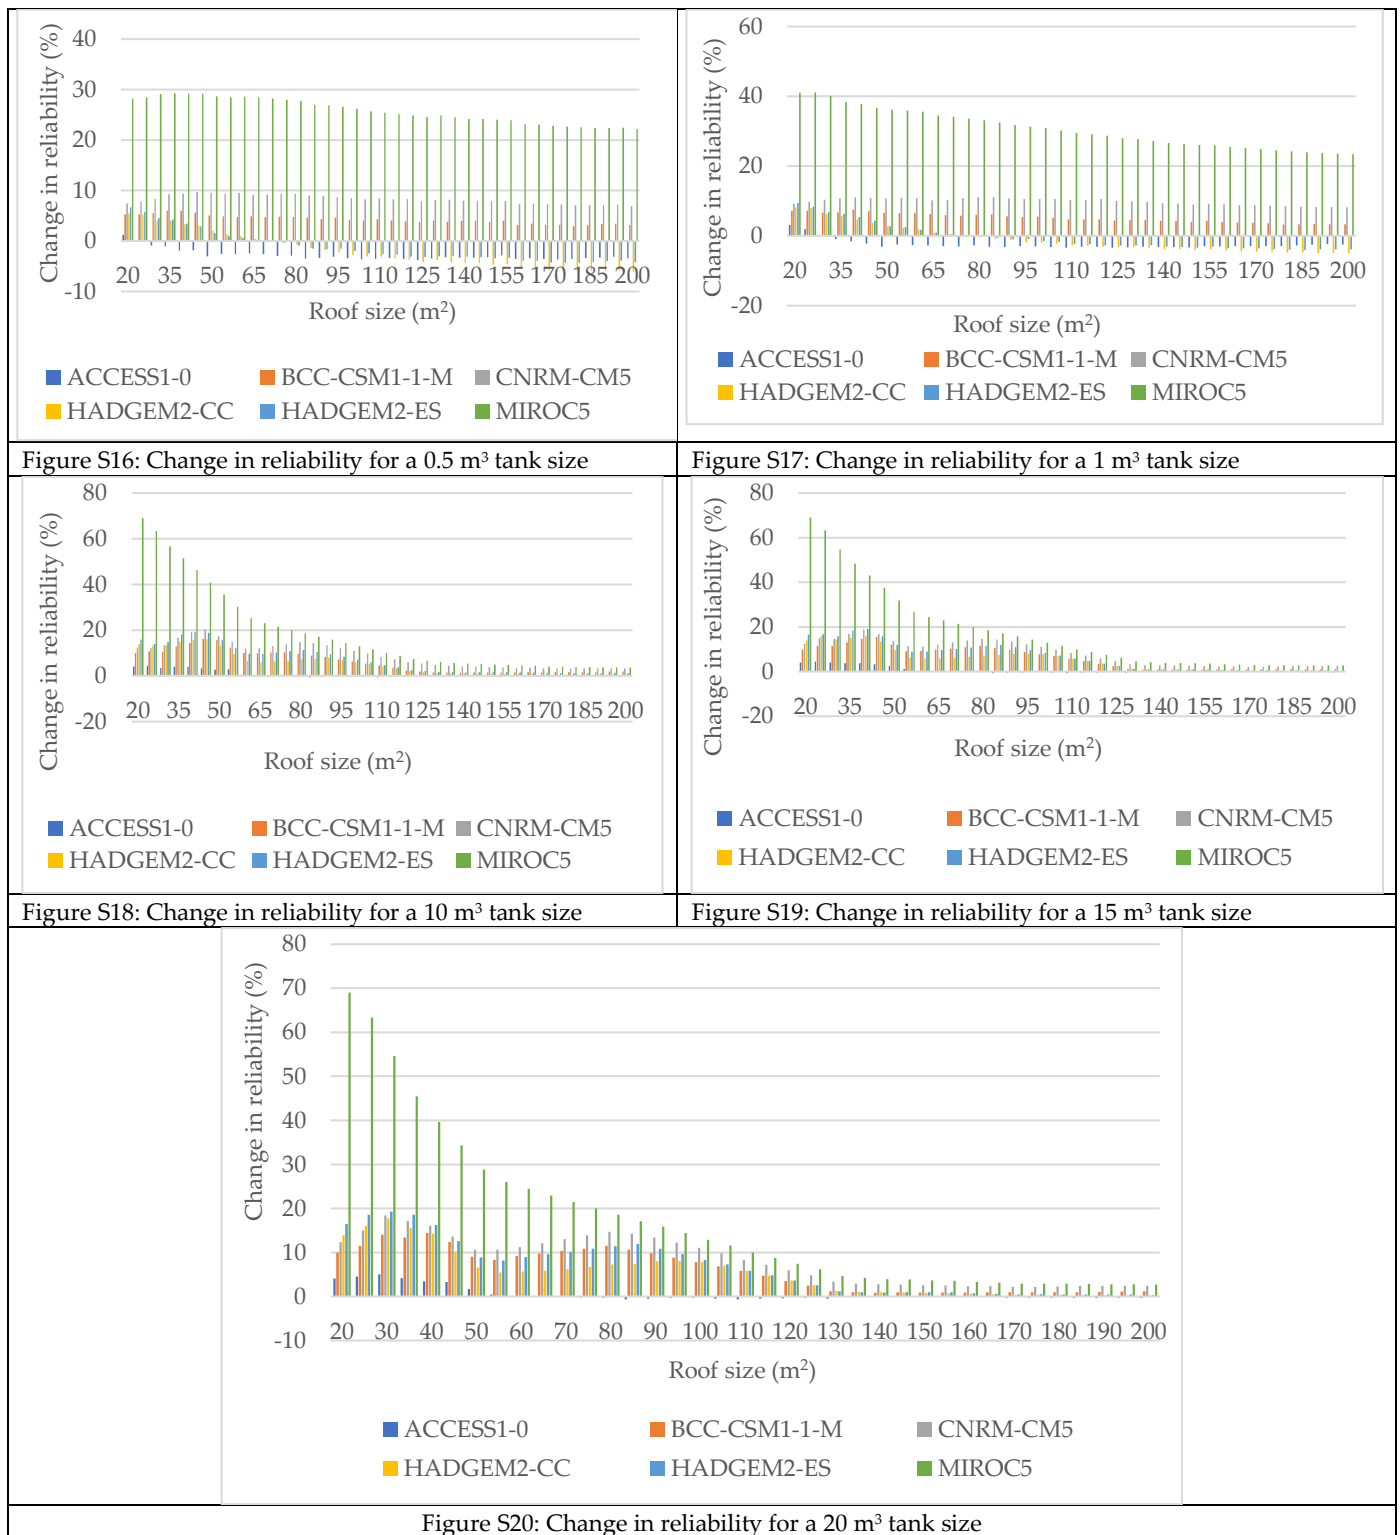 Change in reliability (%)
40
30
20
10
0
-10
20 35 50 65 80 95 110 125 140 155 170 185 200
Roof size (m²)
ACCESS1-0 BCC-CSM1-1-M CNRM-CM5
HADGEM2-CC HADGEM2-ES MIROC5
Figure S16: Change in reliability for a 0.5 m³ tank size
Change in reliability (%)
60
40
20
0
-20
20 35 50 65 80 95 110 125 140 155 170 185 200
Roof size (m²)
ACCESS1-0 BCC-CSM1-1-M CNRM-CM5
HADGEM2-CC HADGEM2-ES MIROC5
Figure S17: Change in reliability for a 1 m³ tank size
Change in reliability (%)
80
60
40
20
0
-20
20 35 50 65 80 95 110 125 140 155 170 185 200
Roof size (m²)
ACCESS1-0 BCC-CSM1-1-M CNRM-CM5
HADGEM2-CC HADGEM2-ES MIROC5
Figure S18: Change in reliability for a 10 m³ tank size
Change in reliability (%)
80
60
40
20
0
-20
20 35 50 65 80 95 110 125 140 155 170 185 200
Roof size (m²)
ACCESS1-0 BCC-CSM1-1-M CNRM-CM5
HADGEM2-CC HADGEM2-ES MIROC5
Figure S19: Change in reliability for a 15 m³ tank size
Change in reliability (%)
80
70
60
50
40
30
20
10
0
-10
20 30 40 50 60 70 80 90 100 110 120 130 140 150 160 170 180 190 200
Roof size (m²)
ACCESS1-0 BCC-CSM1-1-M CNRM-CM5
HADGEM2-CC HADGEM2-ES MIROC5
Figure S20: Change in reliability for a 20 m³ tank size